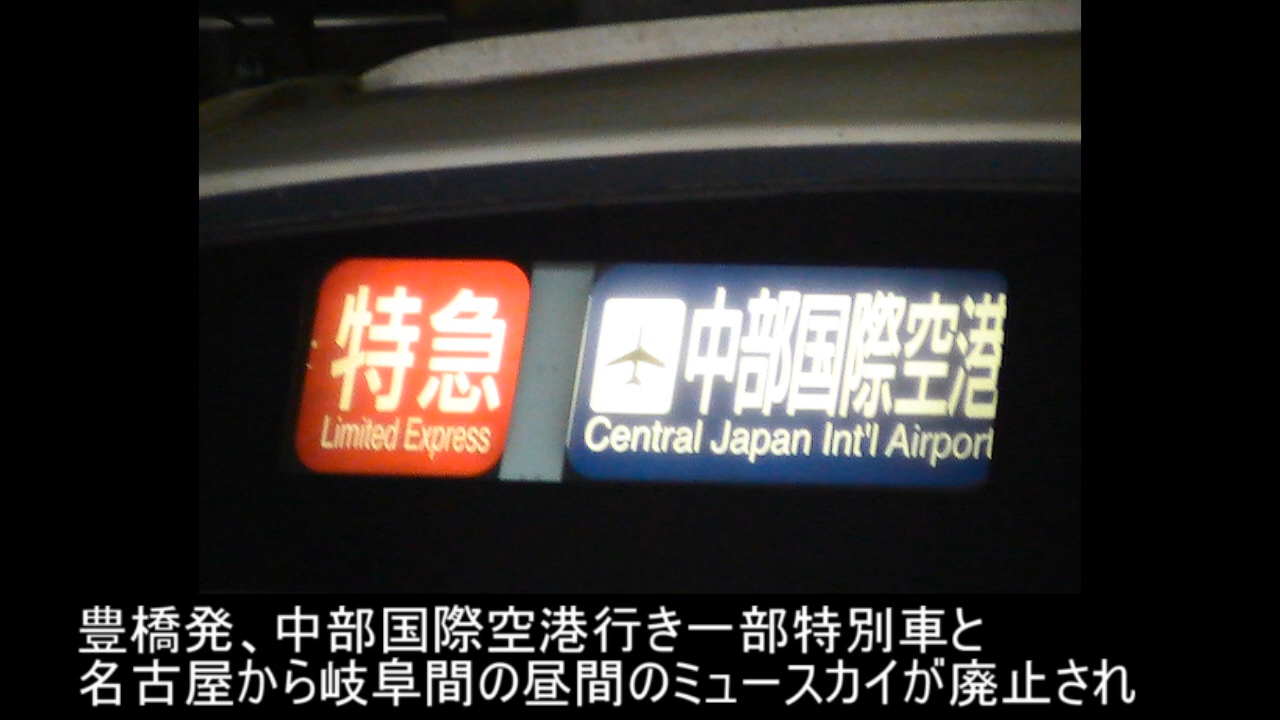 特急
Limited Express
中部国際空港
Central Japan Int'l Airport
豊橋発、中部国際空港行き一部特別車と
名古屋から岐阜間の昼間のミュースカイが廃止され